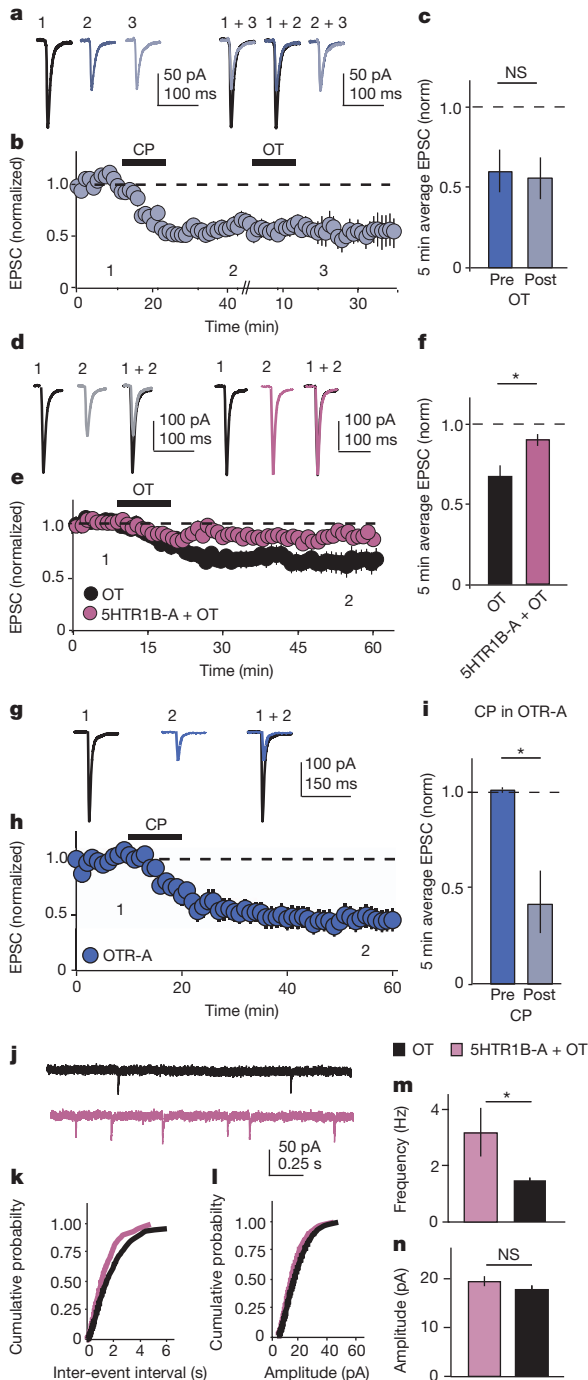 a
1 2 3 1 + 3 1 + 2 2 + 3
50 pA
100 ms
50 pA
100 ms
b
CP OT
EPSC (normalized)
1.0
0.5
0
1 2 3
0 20 40 10 30
Time (min)
c
NS
5 min average EPSC (norm)
1.0
0.5
0
Pre Post
OT
d
1 2 1 + 2 1 2 1 + 2
100 pA
100 ms
100 pA
100 ms
e
OT
EPSC (normalized)
1.0
0.5
0
1
2
OT
5HTR1B-A + OT
0 15 30 45 60
Time (min)
f
*
5 min average EPSC (norm)
1.0
0.5
0
OT
5HTR1B-A + OT
g
1 2 1 + 2
100 pA
150 ms
h
CP
EPSC (normalized)
1.0
0.5
0
1
2
OTR-A
0 20 40 60
Time (min)
i
CP in OTR-A
*
5 min average EPSC (norm)
1.0
0.5
0
Pre Post
CP
j
50 pA
0.25 s
OT 5HTR1B-A + OT
k
Cumulative probabilty
1.00
0.75
0.50
0.25
0
0 2 4 6
Inter-event interval (s)
l
Cumulative probabilty
1.00
0.75
0.50
0.25
0
0 20 40 60
Amplitude (pA)
m
*
Frequency (Hz)
4
2
0
n
NS
Amplitude (pA)
20
10
0